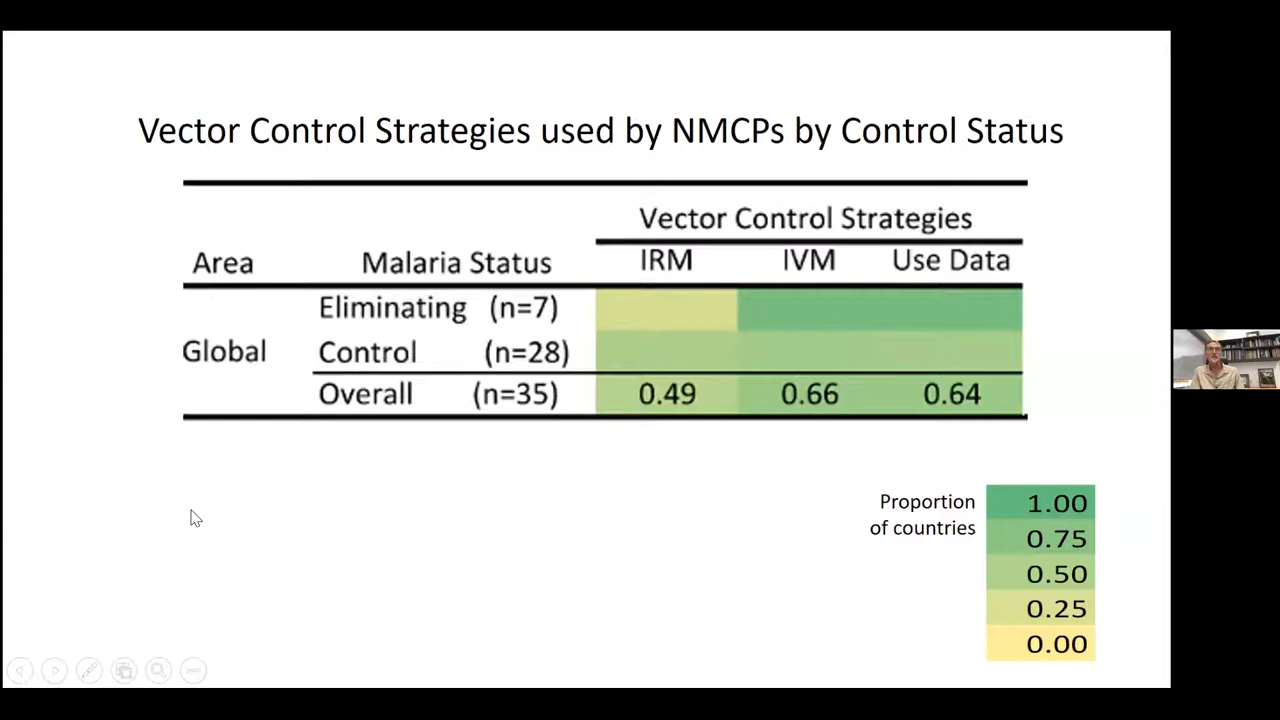 Vector Control Strategies used by NMCPs by Control Status
Vector Control Strategies
Area Malaria Status IRM IVM Use Data
Eliminating (n=7)
Global Control (n=28)
Overall (n=35) 0.49 0.66 0.64
Proportion of countries
1.00
0.75
0.50
0.25
0.00